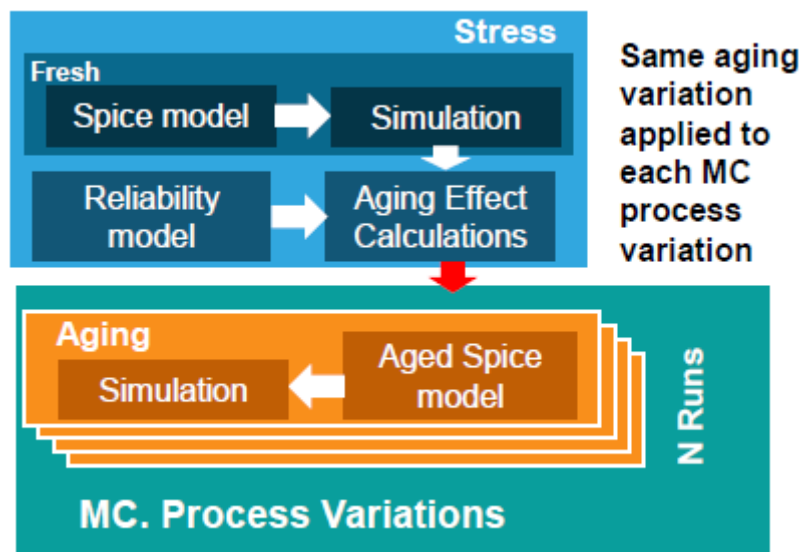 Stress
Fresh
Spice model
Simulation
Reliability
model
Aging Effect
Calculations
Same aging
variation
applied to
each MC
process
variation
Aging
Simulation
Aged Spice
model
N Runs
MC. Process Variations